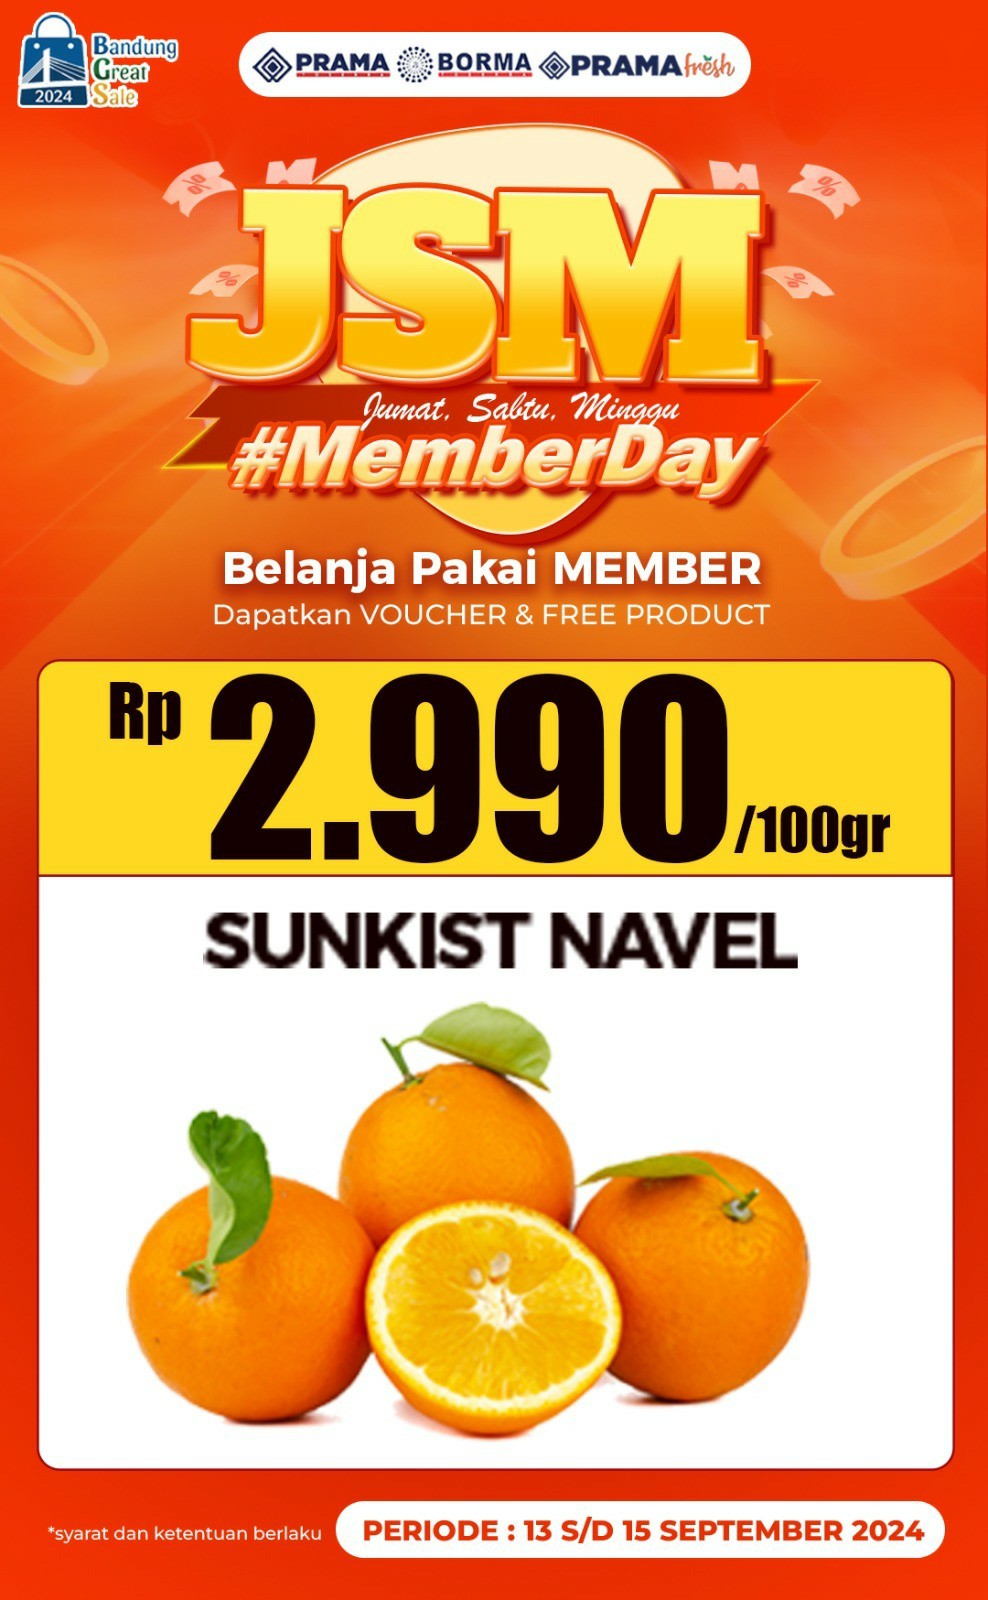 Bandung
Great
Sale
2024
PRAMA BORMA PRAMA fresh
JSM
Jumat, Sabtu, Minggu
#MemberDay
Belanja Pakai MEMBER
Dapatkan VOUCHER & FREE PRODUCT
Rp 2.990/100gr
SUNKIST NAVEL
*syarat dan ketentuan berlaku
PERIODE : 13 S/D 15 SEPTEMBER 2024